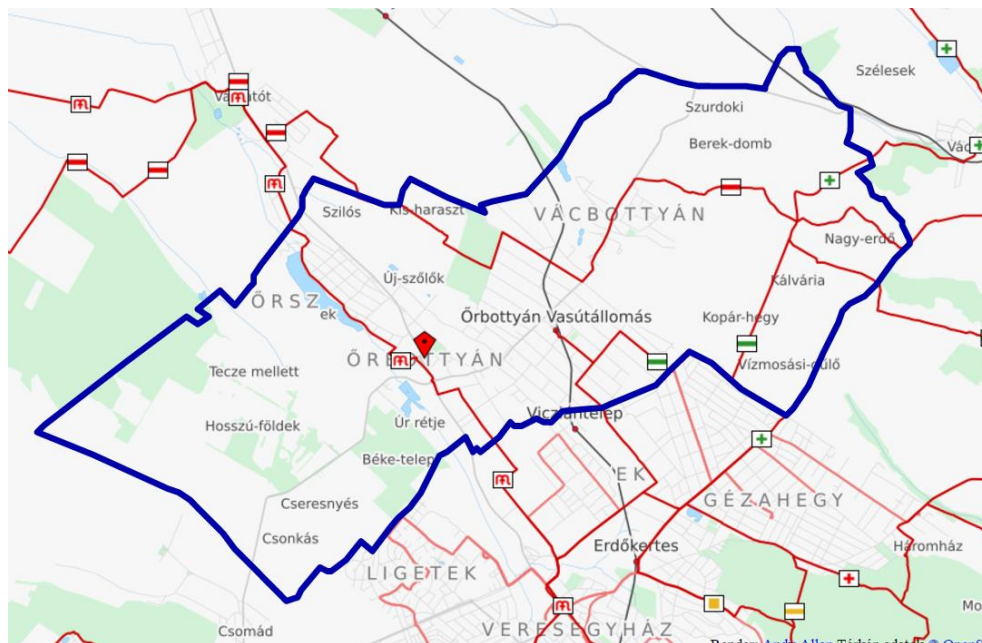 Szélesek
Vácrátót
Szurdoki
Berek-domb
Vác
Szilós
Kis-haraszt
VÁCBOTTYÁN
Nagy-erdő
Új-szőlők
Kálvária
ŐRSZ
ek
Őrbottyán Vasútállomás
Kopár-hegy
ŐRBOTTYÁN
Tecze mellett
Vízmosási-dűlő
Hosszú-földek
Úr rétje
Vicziántelep
Béke-telep
EK
Cseresnyés
GÉZAHEGY
Csonkás
Erdőkertes
Háromház
LIGETEK
Mo
Csomád
VERESEGYHÁZ